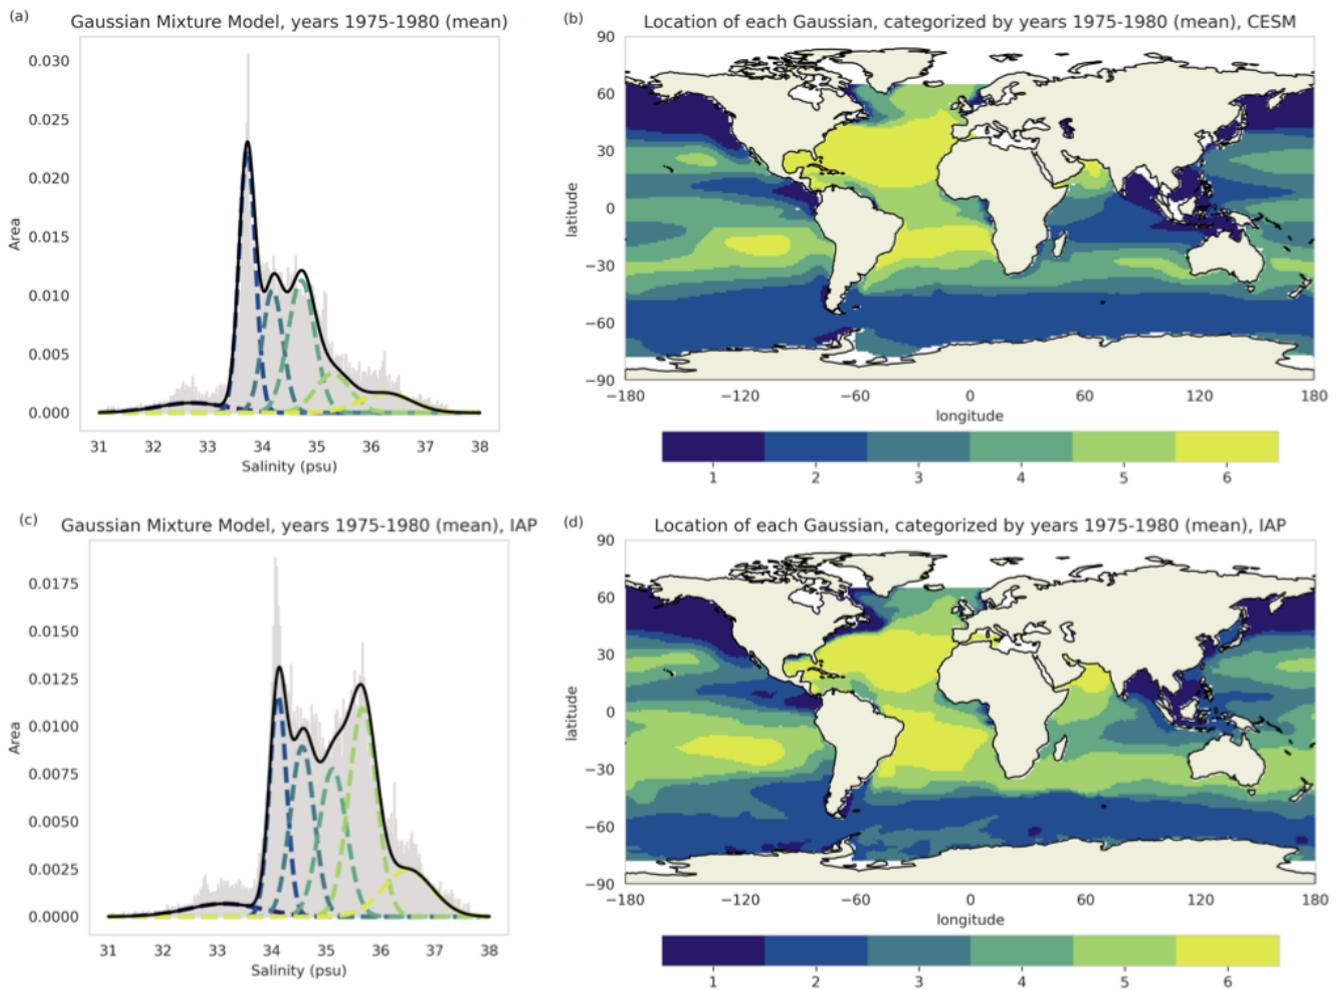 (a)
Gaussian Mixture Model, years 1975-1980 (mean)
0.030
0.025
0.020
0.015
0.010
0.005
0.000
Area
31 32 33 34 35 36 37 38
Salinity (psu)
(b)
Location of each Gaussian, categorized by years 1975-1980 (mean), CESM
90
60
30
0
−30
−60
−90
latitude
−180 −120 −60 0 60 120 180
longitude
1 2 3 4 5 6
(c)
Gaussian Mixture Model, years 1975-1980 (mean), IAP
0.0175
0.0150
0.0125
0.0100
0.0075
0.0050
0.0025
0.0000
Area
31 32 33 34 35 36 37 38
Salinity (psu)
(d)
Location of each Gaussian, categorized by years 1975-1980 (mean), IAP
90
60
30
0
−30
−60
−90
latitude
−180 −120 −60 0 60 120 180
longitude
1 2 3 4 5 6